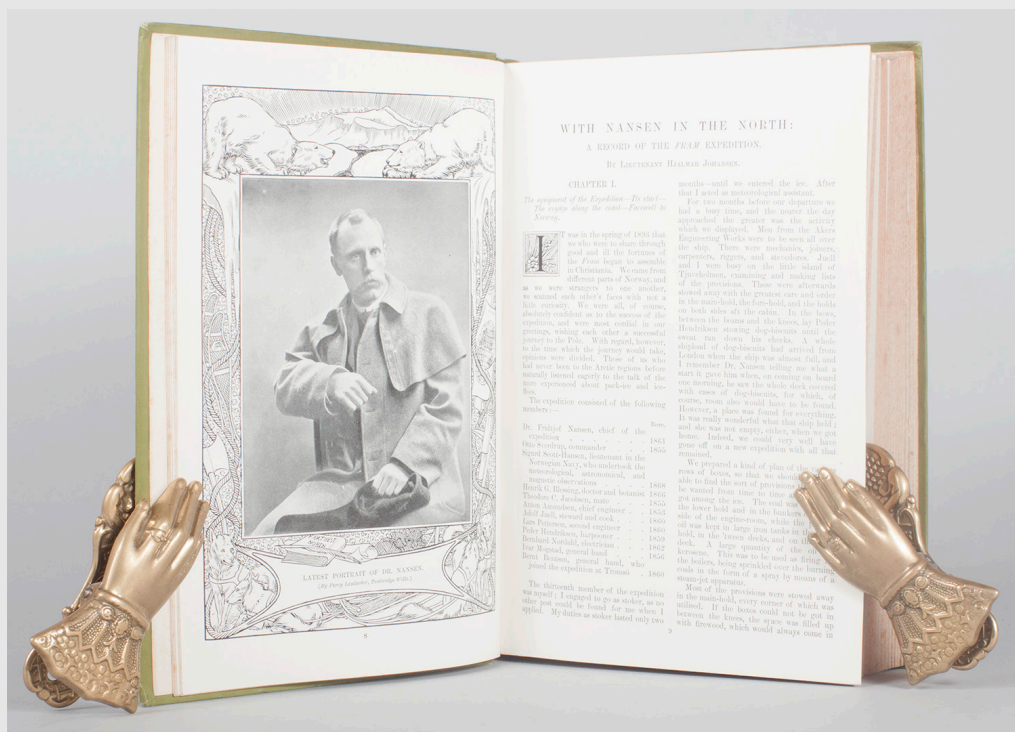 LATEST PORTRAIT OF DR. NANSEN.
8
WITH NANSEN IN THE NORTH:
A RECORD OF THE FRAM EXPEDITION.
BY LIEUTENANT HJALMAR JOHANSEN.
CHAPTER I.
The equipment of the Expedition—Its chief—
The voyage along the coast—Farewell to
Norway.
IT was in the spring of 1893 that
we who were to share through
good and ill the fortunes of
the Fram began to assemble
in Christiania. We came from
different parts of Norway, and
as we were strangers to one another,
we scanned each other's faces with not a
little curiosity. We were all, of course,
absolutely confident as to the success of the
expedition, and were most cordial in our
greetings, wishing each other a successful
journey to the Pole. With regard, however,
to the time which the journey would take,
opinions were divided. Those of us who
had never been in the Arctic regions before
naturally listened eagerly to the talk of the
more experienced about pack-ice and ice-
floes.
The expedition consisted of the following
members:—
Born.
Dr. Fridtjof Nansen, chief of the
expedition . . . . . . . 1861
Otto Sverdrup, commander . . . 1855
Sigurd Scott-Hansen, lieutenant in the
Norwegian Navy, who undertook the
meteorological, astronomical, and
magnetic observations . . . . 1868
Henrik G. Blessing, doctor and botanist 1866
Theodore C. Jacobsen, mate . . . 1855
Anton Amundsen, chief engineer . . 1853
Adolf Juell, steward and cook . . 1860
Lars Pettersen, second engineer . . 1860
Peder Hendriksen, harpooner . . . 1859
Bernhard Nordahl, electrician . . 1862
Ivar Mogstad, general hand . . . 1856
Bernt Bentsen, general hand, who
joined the expedition at Tromsö . 1860
The thirteenth member of the expedition
was myself; I engaged to go as stoker, as no
other post could be found for me when I
applied. My duties as stoker lasted only two
months—until we entered the ice. After
that I acted as meteorological assistant.
For two months before our departure we
had a busy time, and the nearer the day
approached the greater was the activity
which we displayed. Men from the Akers
Engineering Works were to be seen all over
the ship. There were mechanics, joiners,
carpenters, riggers, and stevedores. Juell
and I were busy on the little island of
Tjuvholmen, examining and making lists
of the provisions. These were afterwards
stowed away with the greatest care and order
in the main-hold, the fore-hold, and the holds
on both sides aft the cabin. In the bows,
between the beams and the knees, lay Peder
Hendriksen stowing dog-biscuits until the
sweat ran down his cheeks. A whole
shipload of dog-biscuits had arrived from
London when the ship was almost full, and
I remember Dr. Nansen telling me what a
start it gave him when, on coming on board
one morning, he saw the whole deck covered
with cases of dog-biscuits, for which, of
course, room also would have to be found.
However, a place was found for everything.
It was really wonderful what that ship held;
and she was not empty, either, when we got
home. Indeed, we could very well have
gone off on a new expedition with all that
remained.
We prepared a kind of plan of the
rows of boxes, so that we should
able to find the sort of provisions
we wanted from time to time
got among the ice. The coal was
the lower hold and in the bunkers
side of the engine-room, while the
oil was kept in large iron tanks in
hold, in the 'tween decks, and on
deck. A large quantity of the
kerosene. This was to be used as firing
the boilers, being sprinkled over the burning
coals in the form of a spray by means of a
steam-jet apparatus.
Most of the provisions were stowed away
in the main-hold, every corner of which was
utilised. If the boxes could not be got in
between the knees, the space was filled up
with firewood, which would always come in
9